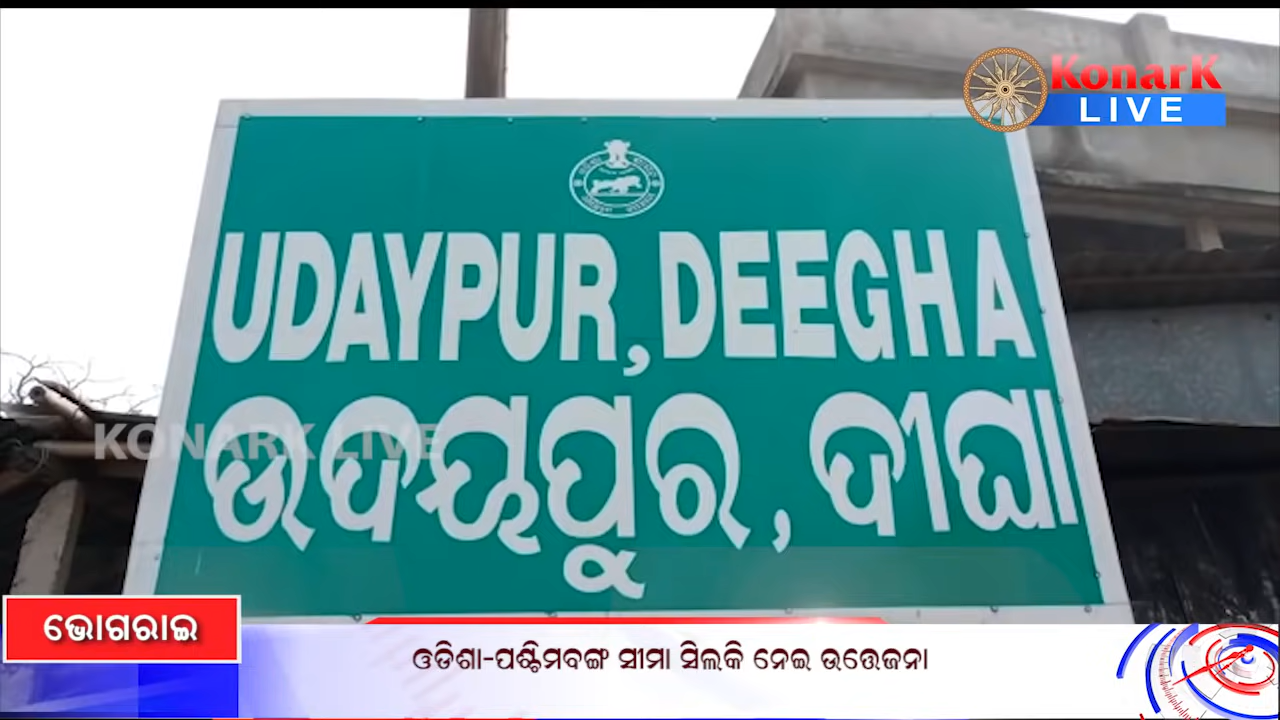 KonarK
LIVE
UDAYPUR, DEEGHA
ଉଦୟପୁର, ଦୀଘା
KONARK LIVE
ଭୋଗରାଇ
ଓଡିଶା-ପଶ୍ଚିମବଙ୍ଗ ସୀମା ସିଲକି ନେଇ ଉତ୍ତେଜନା